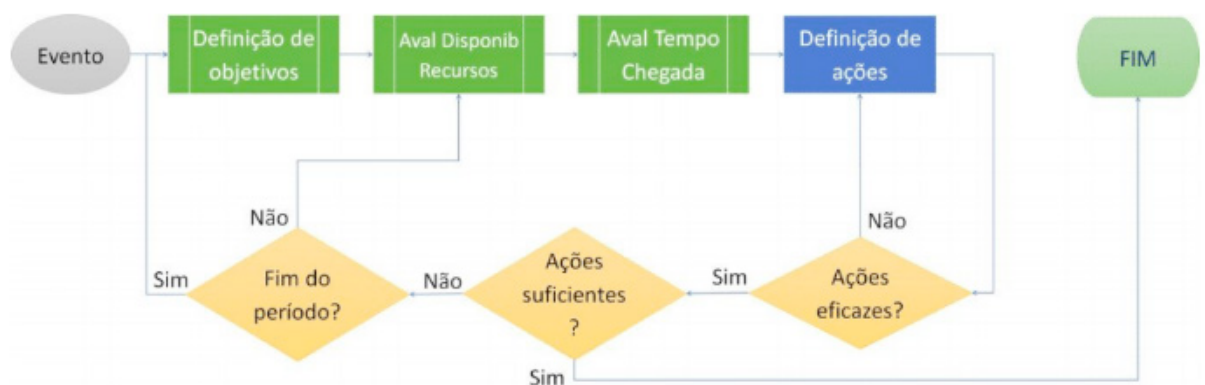 Evento
Definição de
objetivos
Aval Disponib
Recursos
Aval Tempo
Chegada
Definição de
ações
FIM
Não
Não
Sim
Fim do
período?
Não
Ações
suficientes
?
Sim
Ações
eficazes?
Sim